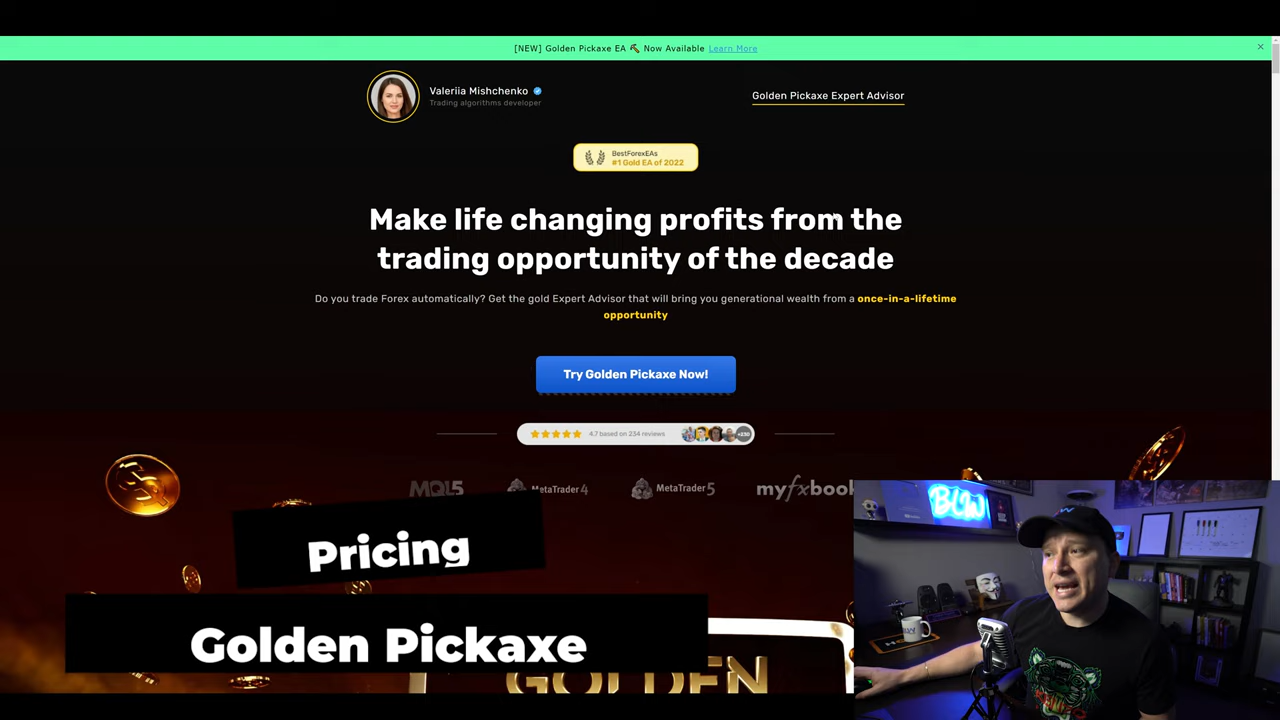 [NEW] Golden Pickaxe EA ⛏ Now Available Learn More
Valeriia Mishchenko
Trading algorithms developer
Golden Pickaxe Expert Advisor
BestForexEAs
#1 Gold EA of 2022
Make life changing profits from the
trading opportunity of the decade
Do you trade Forex automatically? Get the gold Expert Advisor that will bring you generational wealth from a once-in-a-lifetime
opportunity
Try Golden Pickaxe Now!
4.7 based on 234 reviews
+230
MQL5
MetaTrader 4
MetaTrader 5
myfxbook
BLW
Pricing
Golden Pickaxe
GOLDEN